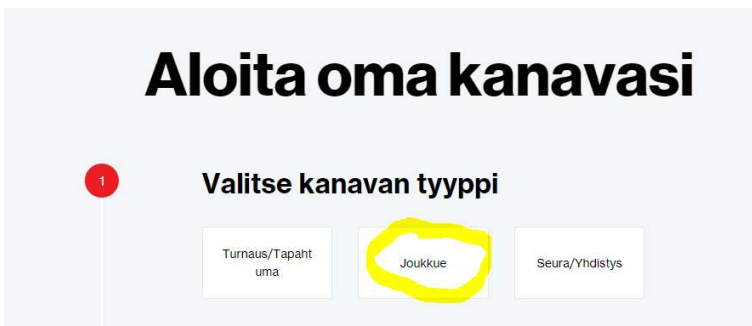 Aloita oma kanavasi
1
Valitse kanavan tyyppi
Turnaus/Tapaht
uma
Joukkue
Seura/Yhdistys